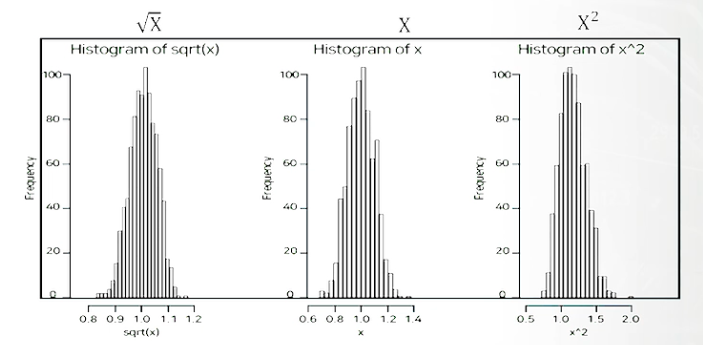 √X X X²
Histogram of sqrt(x) Histogram of x Histogram of x^2
100 100 100
80 80 80
60 60 60
40 40 40
20 20 20
0 0 0
Frequency Frequency Frequency
0.8 0.9 1.0 1.1 1.2 0.6 0.8 1.0 1.2 1.4 0.5 1.0 1.5 2.0
sqrt(x) x x^2